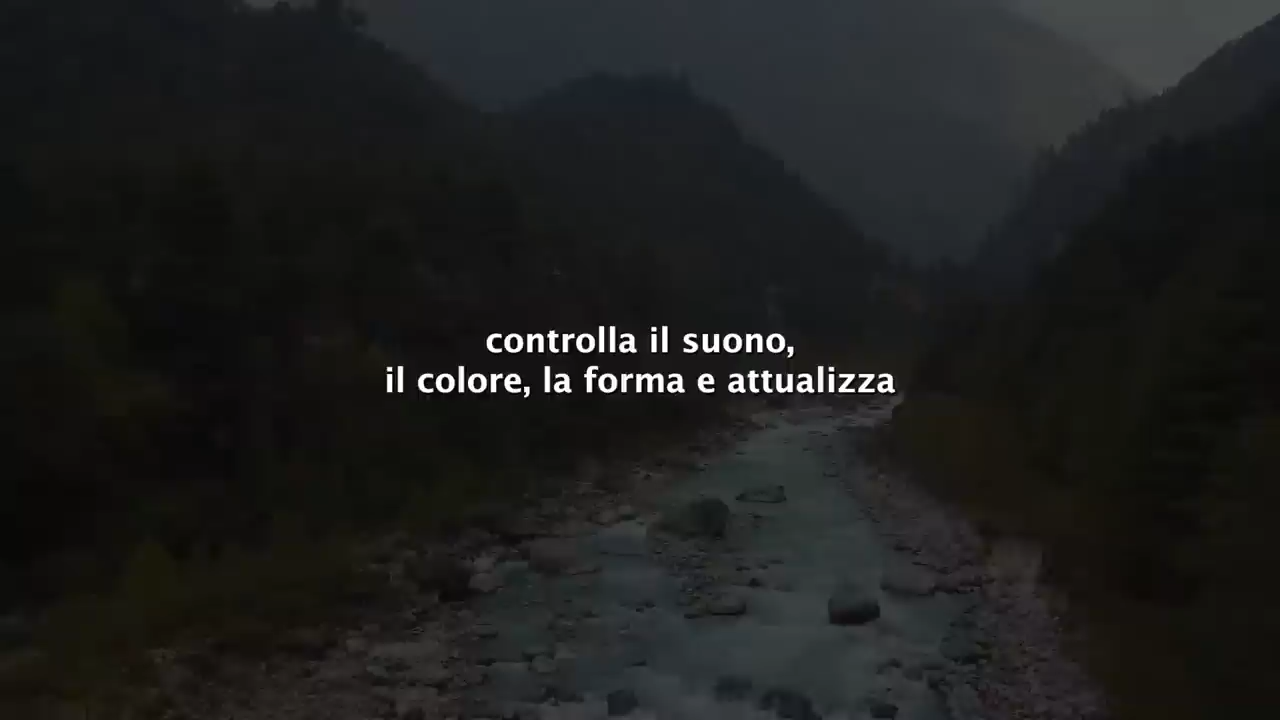 controlla il suono,
il colore, la forma e attualizza